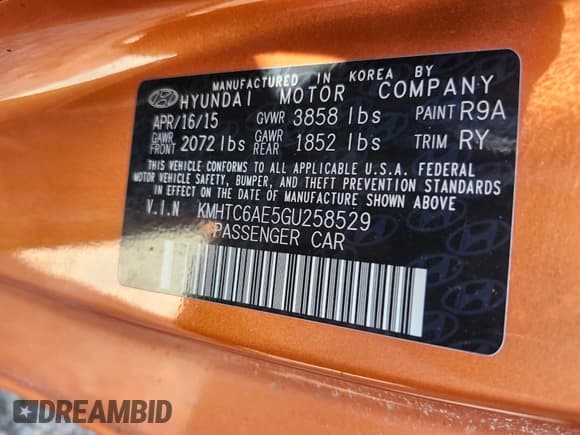 MANUFACTURED IN KOREA BY
HYUNDAI MOTOR COMPANY
APR/16/15 GVWR 3858 lbs PAINT R9A
GAWR FRONT 2072 lbs GAWR REAR 1852 lbs TRIM RY
THIS VEHICLE CONFORMS TO ALL APPLICABLE U.S.A. FEDERAL
MOTOR VEHICLE SAFETY, BUMPER, AND THEFT PREVENTION STANDARDS
IN EFFECT ON THE DATE OF MANUFACTURE SHOWN ABOVE
V.I.N KMHTC6AE5GU258529
PASSENGER CAR
DREAMBID